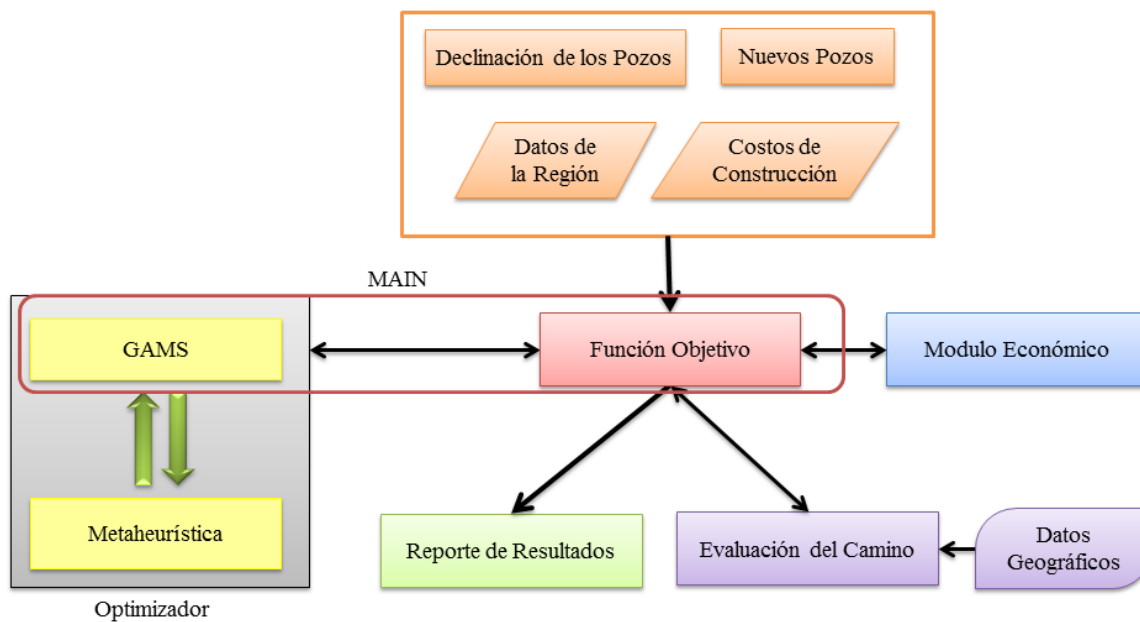 Declinación de los Pozos
Nuevos Pozos
Datos de
la Región
Costos de
Construcción
MAIN
GAMS
Función Objetivo
Modulo Económico
Metaheurística
Reporte de Resultados
Evaluación del Camino
Datos
Geográficos
Optimizador